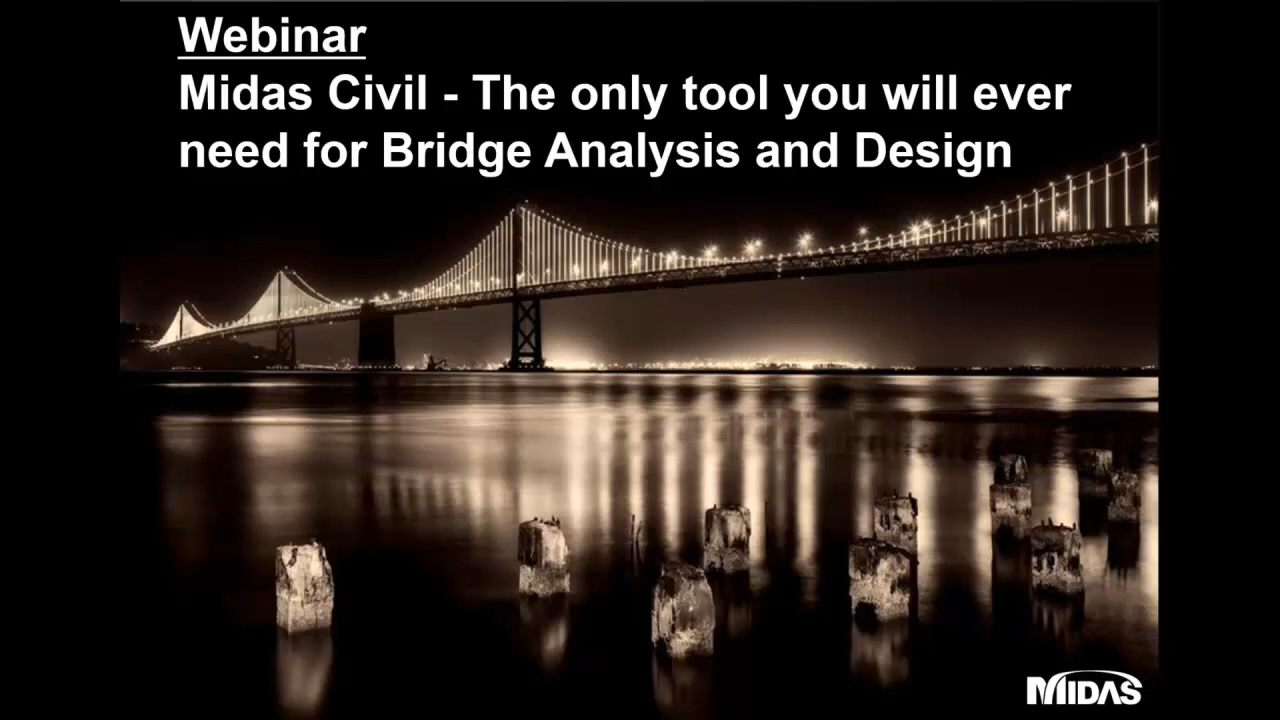 Webinar
Midas Civil - The only tool you will ever
need for Bridge Analysis and Design
MIDAS